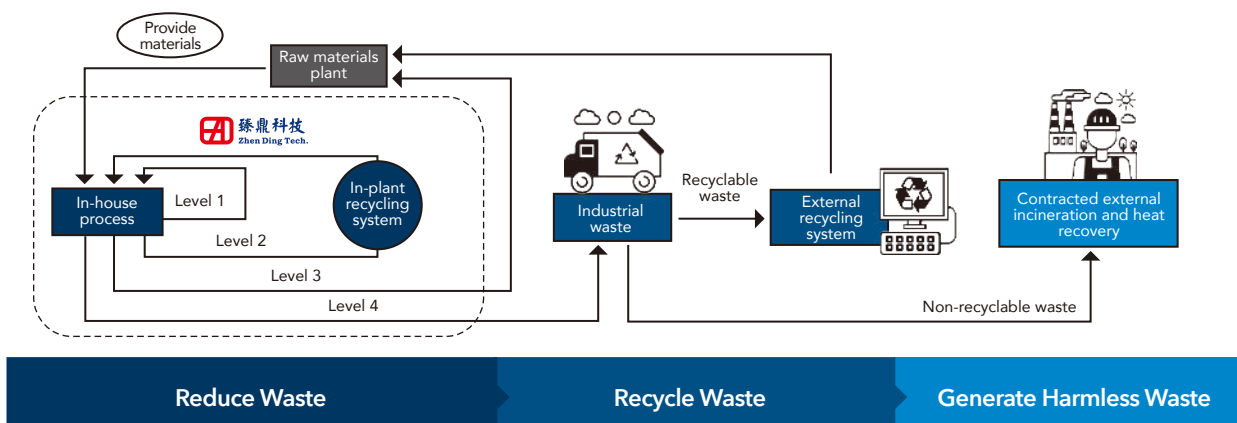 Provide
materials
Raw materials
plant
臻鼎科技
Zhen Ding Tech.
In-house
process
Level 1
In-plant
recycling
system
Level 2
Level 3
Level 4
Industrial
waste
Recyclable
waste
External
recycling
system
Contracted external
incineration and heat
recovery
Non-recyclable waste
Reduce Waste
Recycle Waste
Generate Harmless Waste